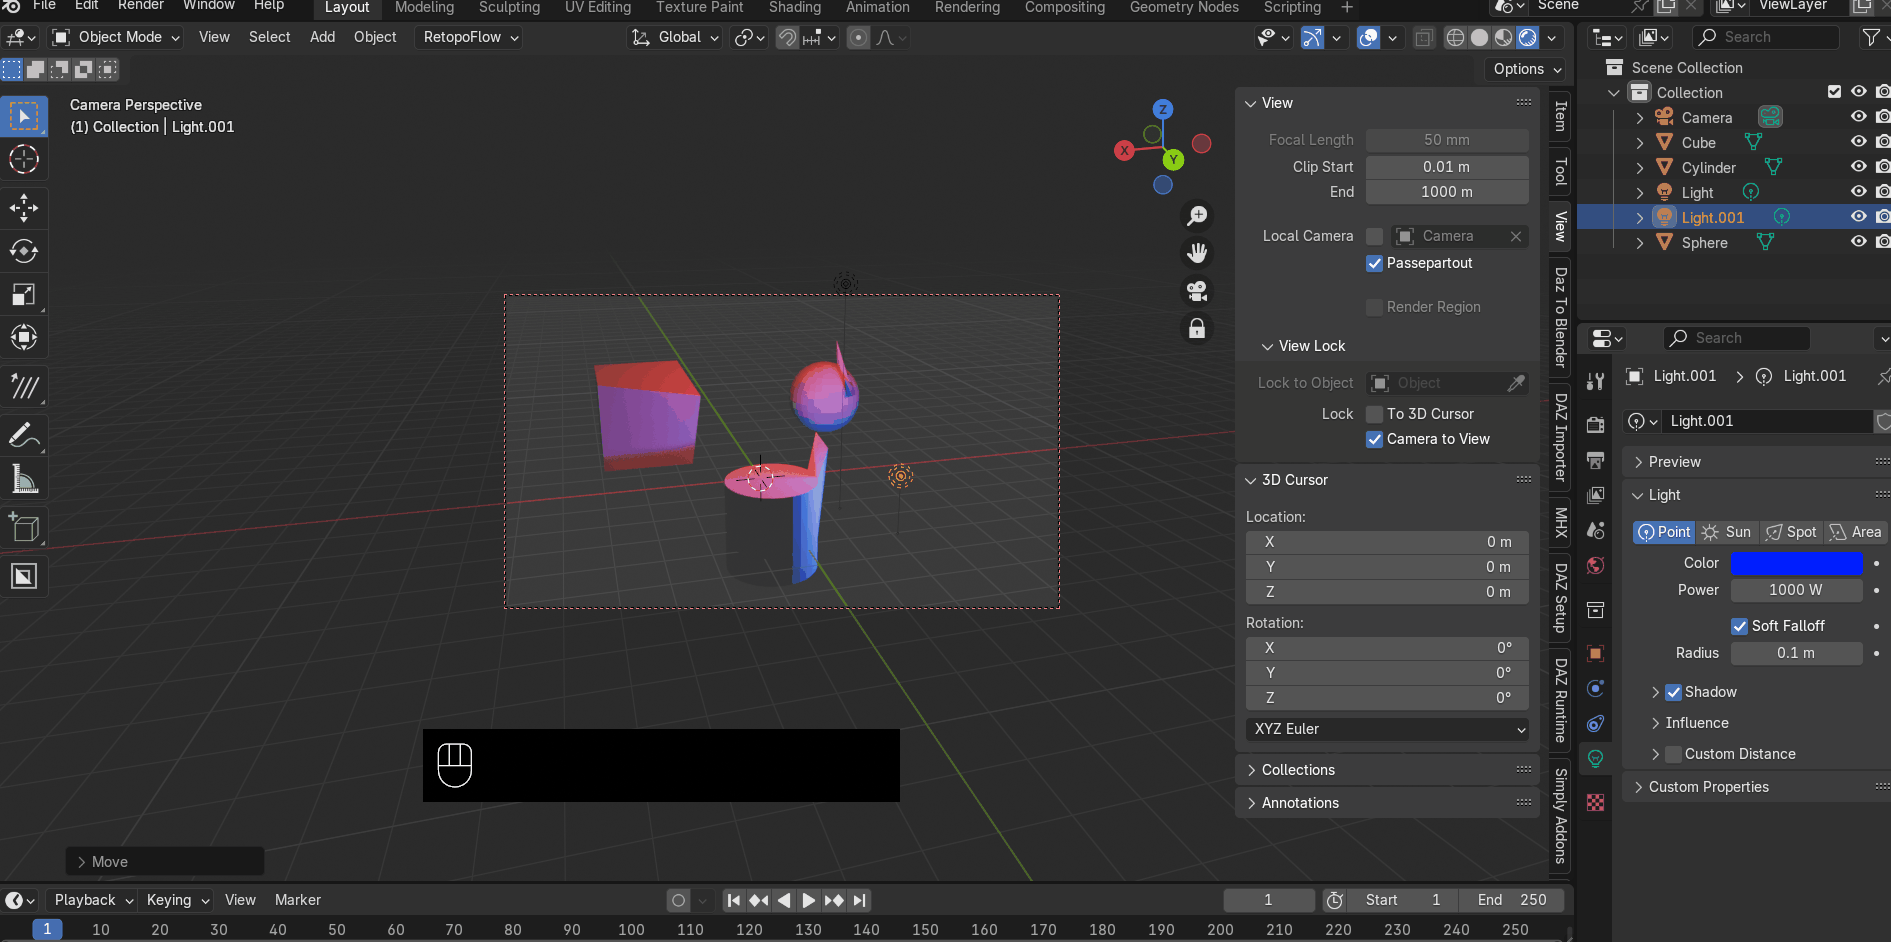 File Edit Render Window Help Layout Modeling Sculpting UV Editing Texture Paint Shading Animation Rendering Compositing Geometry Nodes Scripting + Scene ViewLayer
Object Mode View Select Add Object RetopoFlow Global Search
Options
Camera Perspective
(1) Collection | Light.001
Z
X
Y
View
Focal Length 50 mm
Clip Start 0.01 m
End 1000 m
Local Camera Camera
Passepartout
Render Region
View Lock
Lock to Object Object
Lock To 3D Cursor
Camera to View
3D Cursor
Location:
X 0 m
Y 0 m
Z 0 m
Rotation:
X 0°
Y 0°
Z 0°
XYZ Euler
Collections
Annotations
Item
Tool
View
Daz To Blender
DAZ Importer
MHX
DAZ Setup
DAZ Runtime
Simply Addons
Scene Collection
Collection
Camera
Cube
Cylinder
Light
Light.001
Sphere
Search
Light.001 Light.001
Light.001
Preview
Light
Point Sun Spot Area
Color
Power 1000 W
Soft Falloff
Radius 0.1 m
Shadow
Influence
Custom Distance
Custom Properties
Move
Playback Keying View Marker 1 Start 1 End 250
1 10 20 30 40 50 60 70 80 90 100 110 120 130 140 150 160 170 180 190 200 210 220 230 240 250